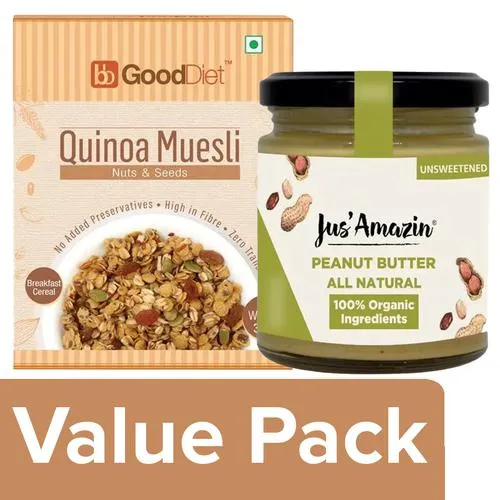 bb GoodDiet™
Quinoa Muesli
Nuts & Seeds
No Added Preservatives • High in Fibre • Zero Trans
Breakfast
Cereal
UNSWEETENED
Jus' Amazin®
PEANUT BUTTER
ALL NATURAL
100% Organic
Ingredients
Value Pack